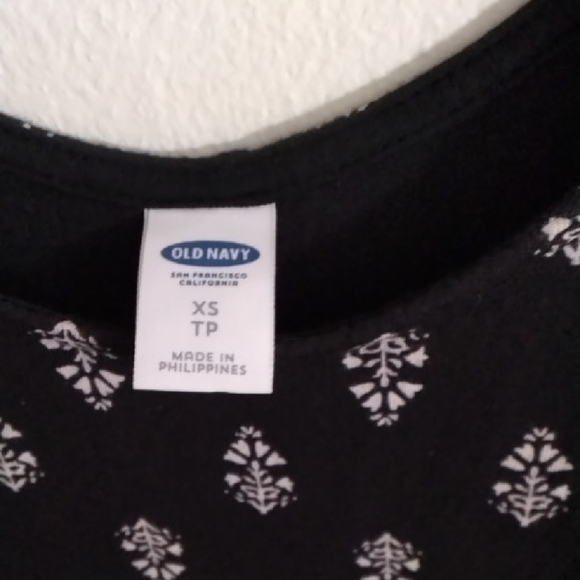 OLD NAVY
SAN FRANCISCO
CALIFORNIA
XS
TP
MADE IN
PHILIPPINES